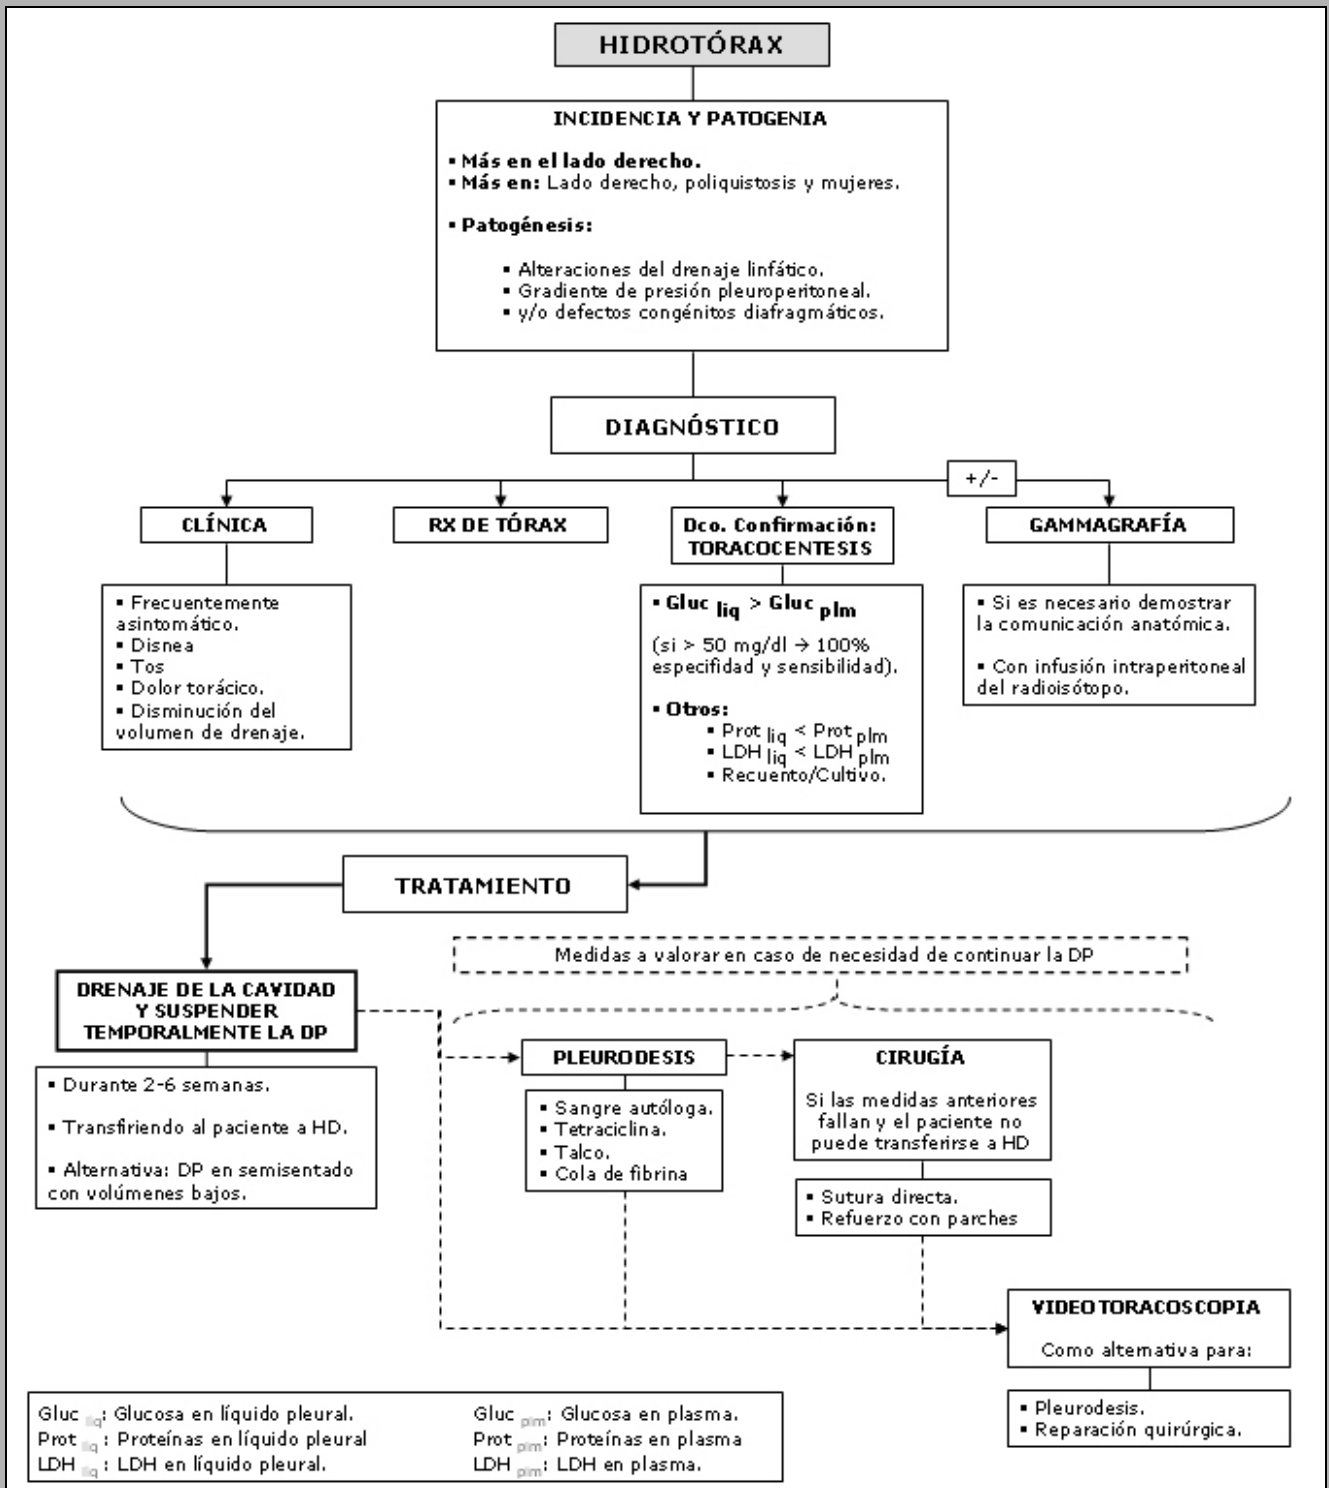 HIDROTÓRAX
INCIDENCIA Y PATOGENIA
▪ Más en el lado derecho.
▪ Más en: Lado derecho, poliquistosis y mujeres.
▪ Patogénesis:
▪ Alteraciones del drenaje linfático.
▪ Gradiente de presión pleuroperitoneal.
▪ y/o defectos congénitos diafragmáticos.
DIAGNÓSTICO
+/-
CLÍNICA
▪ Frecuentemente
asintomático.
▪ Disnea
▪ Tos
▪ Dolor torácico.
▪ Disminución del
volumen de drenaje.
RX DE TÓRAX
Dco. Confirmación:
TORACOCENTESIS
▪ Gluc liq > Gluc plm
(si > 50 mg/dl → 100%
especifidad y sensibilidad).
▪ Otros:
▪ Prot liq < Prot plm
▪ LDH liq < LDH plm
▪ Recuento/Cultivo.
GAMMAGRAFÍA
▪ Si es necesario demostrar
la comunicación anatómica.
▪ Con infusión intraperitoneal
del radioisótopo.
TRATAMIENTO
Medidas a valorar en caso de necesidad de continuar la DP
DRENAJE DE LA CAVIDAD
Y SUSPENDER
TEMPORALMENTE LA DP
▪ Durante 2-6 semanas.
▪ Transfiriendo al paciente a HD.
▪ Alternativa: DP en semisentado
con volúmenes bajos.
PLEURODESIS
▪ Sangre autóloga.
▪ Tetraciclina.
▪ Talco.
▪ Cola de fibrina
CIRUGÍA
Si las medidas anteriores
fallan y el paciente no
puede transferirse a HD
▪ Sutura directa.
▪ Refuerzo con parches
VIDEOTORACOSCOPIA
Como alternativa para:
▪ Pleurodesis.
▪ Reparación quirúrgica.
Gluc liq: Glucosa en líquido pleural. Gluc plm: Glucosa en plasma.
Prot liq: Proteínas en líquido pleural Prot plm: Proteínas en plasma
LDH liq: LDH en líquido pleural. LDH plm: LDH en plasma.